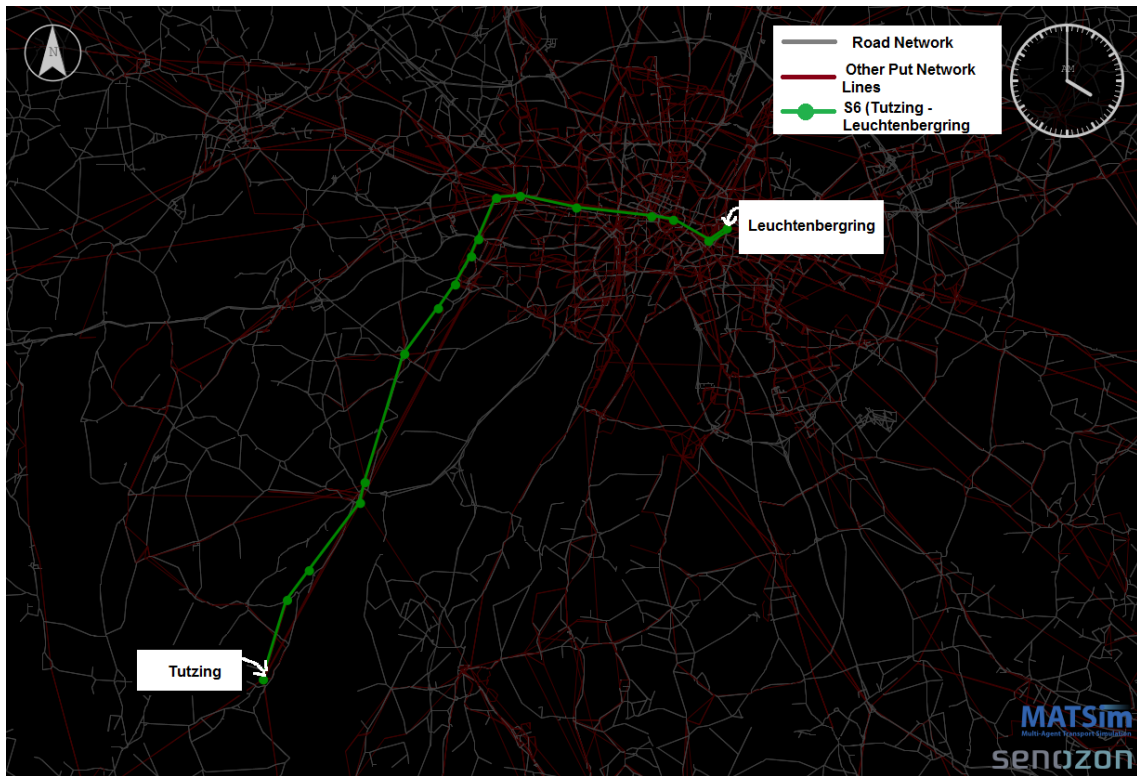 N
Road Network
Other Put Network
Lines
S6 (Tutzing -
Leuchtenbergring
AM
Leuchtenbergring
Tutzing
MATSim
Multi-Agent Transport Simulation
senozon